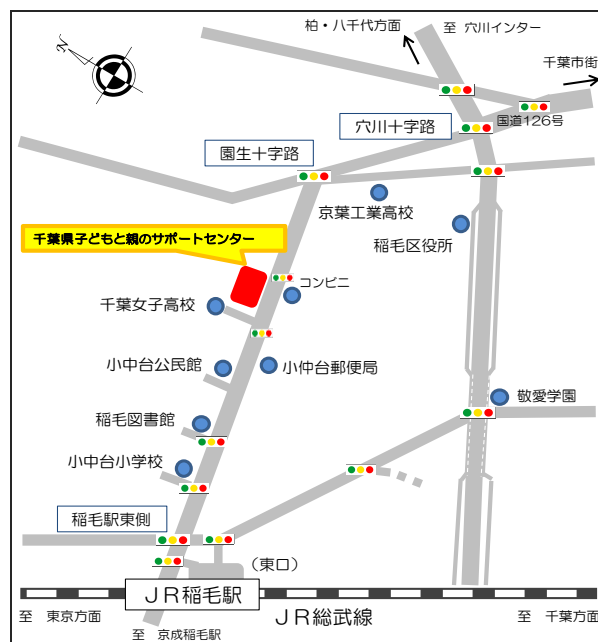 柏・八千代方面
至 穴川インター
千葉市街
N
国道126号
穴川十字路
園生十字路
京葉工業高校
稲毛区役所
千葉県子どもと親のサポートセンター
コンビニ
千葉女子高校
小中台公民館
小仲台郵便局
敬愛学園
稲毛図書館
小中台小学校
稲毛駅東側
(東口)
JR稲毛駅
JR総武線
至 東京方面
至 千葉方面
至 京成稲毛駅